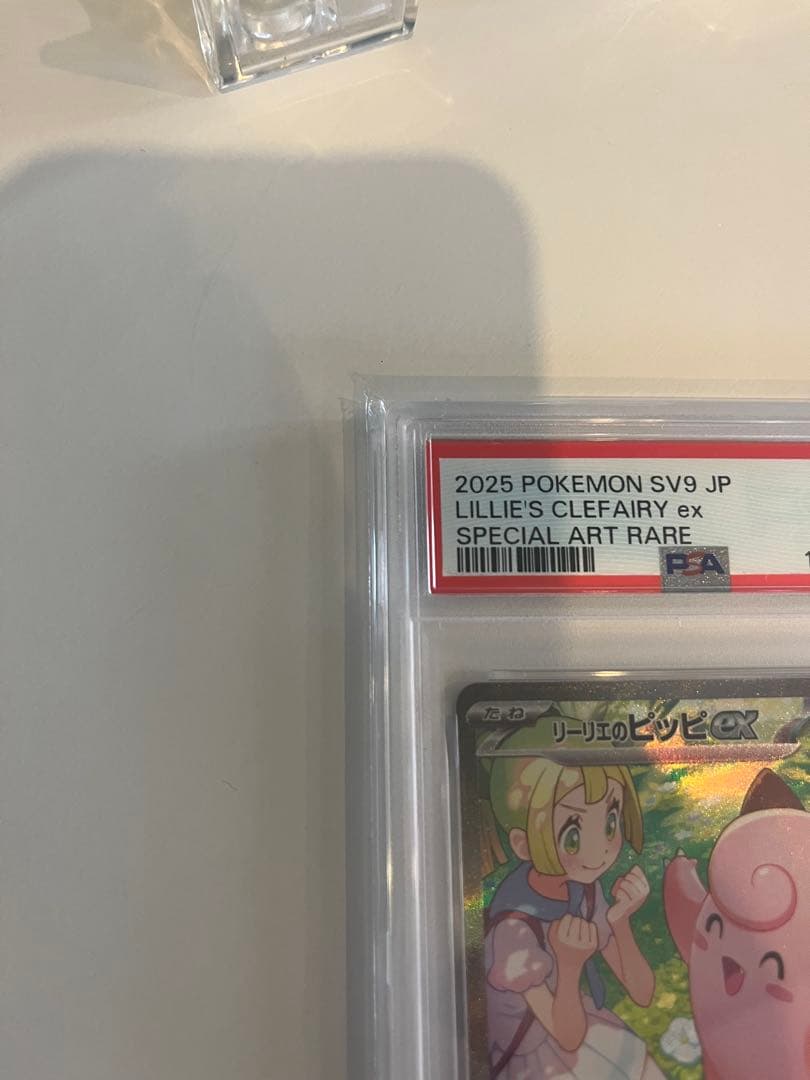 2025 POKEMON SV9 JP
LILLIE'S CLEFAIRY ex
SPECIAL ART RARE
PSA
たね リーリエのピッピex